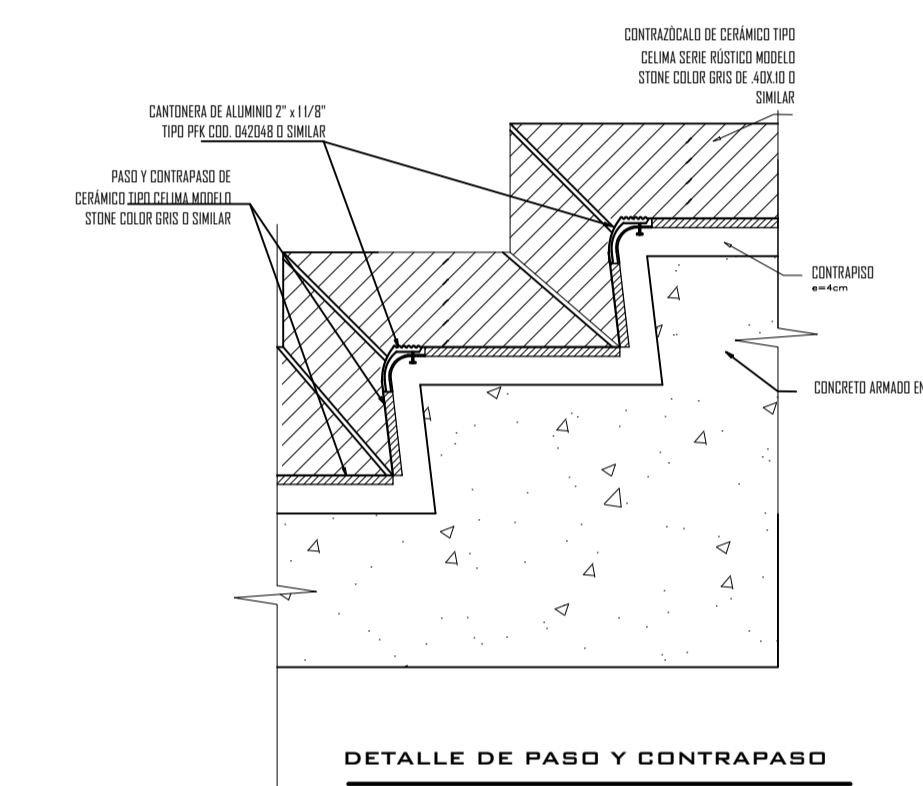 CONTRAZÒCALO DE CERÁMICO TIPO
CELIMA SERIE RÚSTICO MODELO
STONE COLOR GRIS DE .40X.10 O
SIMILAR
CANTONERA DE ALUMINIO 2" x 1 1/8"
TIPO PFK COD. 042048 O SIMILAR
PASO Y CONTRAPASO DE
CERÁMICO TIPO CELIMA MODELO
STONE COLOR GRIS O SIMILAR
CONTRAPISO
e=4cm
CONCRETO ARMADO EN
DETALLE DE PASO Y CONTRAPASO